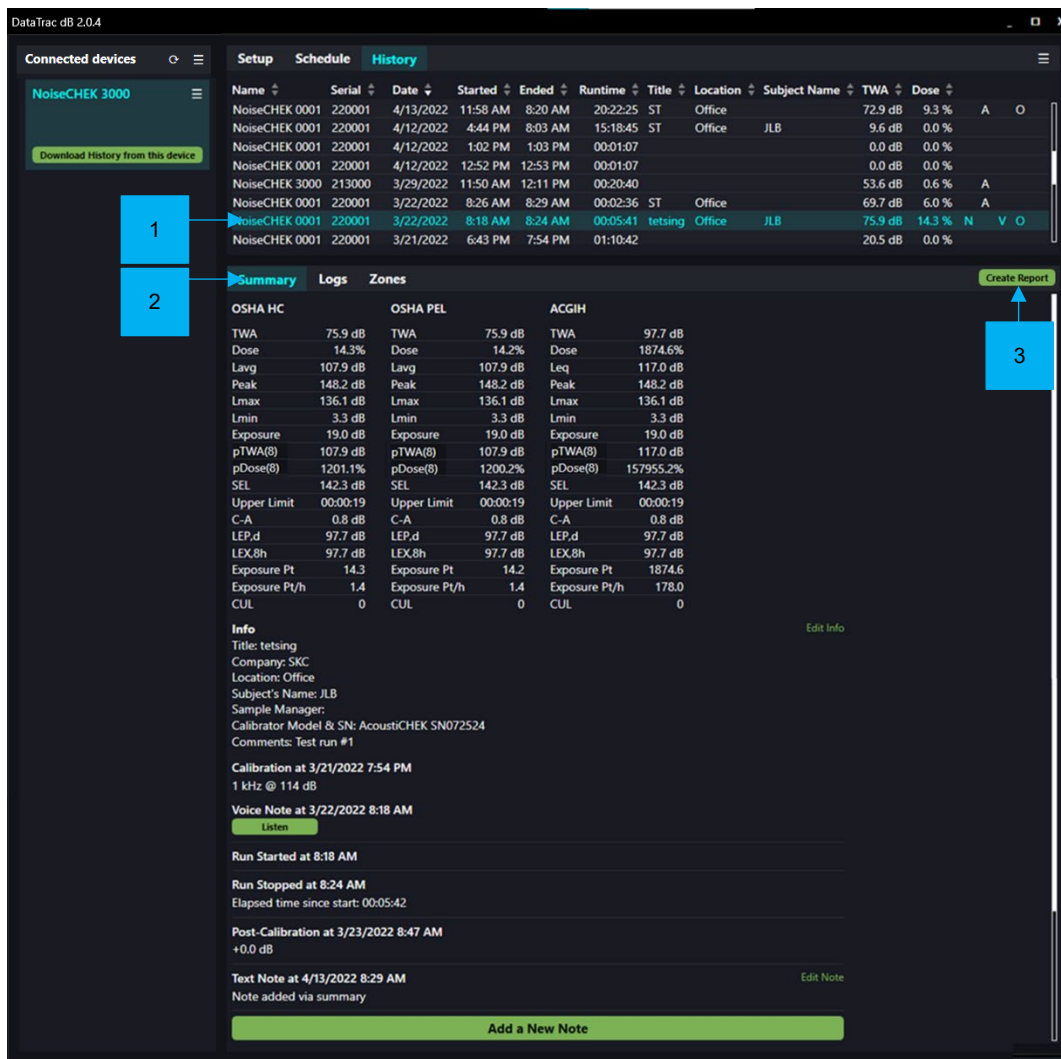 DataTrac dB 2.0.4
Connected devices
NoiseCHEK 3000
Download History from this device
Setup Schedule History
Name Serial Date Started Ended Runtime Title Location Subject Name TWA Dose
NoiseCHEK 0001 220001 4/13/2022 11:58 AM 8:20 AM 20:22:25 ST Office 72.9 dB 9.3 % A O
NoiseCHEK 0001 220001 4/12/2022 4:44 PM 8:03 AM 15:18:45 ST Office JLB 9.6 dB 0.0 %
NoiseCHEK 0001 220001 4/12/2022 1:02 PM 1:03 PM 00:01:07 0.0 dB 0.0 %
NoiseCHEK 0001 220001 4/12/2022 12:52 PM 12:53 PM 00:01:07 0.0 dB 0.0 %
NoiseCHEK 3000 213000 3/29/2022 11:50 AM 12:11 PM 00:20:40 53.6 dB 0.6 % A
NoiseCHEK 0001 220001 3/22/2022 8:26 AM 8:29 AM 00:02:36 ST Office 69.7 dB 6.0 % A
1 NoiseCHEK 0001 220001 3/22/2022 8:18 AM 8:24 AM 00:05:41 tetsing Office JLB 75.9 dB 14.3 % N V O
NoiseCHEK 0001 220001 3/21/2022 6:43 PM 7:54 PM 01:10:42 20.5 dB 0.0 %
2 Summary Logs Zones Create Report
3
OSHA HC OSHA PEL ACGIH
TWA 75.9 dB TWA 75.9 dB TWA 97.7 dB
Dose 14.3% Dose 14.2% Dose 1874.6%
Lavg 107.9 dB Lavg 107.9 dB Leq 117.0 dB
Peak 148.2 dB Peak 148.2 dB Peak 148.2 dB
Lmax 136.1 dB Lmax 136.1 dB Lmax 136.1 dB
Lmin 3.3 dB Lmin 3.3 dB Lmin 3.3 dB
Exposure 19.0 dB Exposure 19.0 dB Exposure 19.0 dB
pTWA(8) 107.9 dB pTWA(8) 107.9 dB pTWA(8) 117.0 dB
pDose(8) 1201.1% pDose(8) 1200.2% pDose(8) 157955.2%
SEL 142.3 dB SEL 142.3 dB SEL 142.3 dB
Upper Limit 00:00:19 Upper Limit 00:00:19 Upper Limit 00:00:19
C-A 0.8 dB C-A 0.8 dB C-A 0.8 dB
LEP,d 97.7 dB LEP,d 97.7 dB LEP,d 97.7 dB
LEX,8h 97.7 dB LEX,8h 97.7 dB LEX,8h 97.7 dB
Exposure Pt 14.3 Exposure Pt 14.2 Exposure Pt 1874.6
Exposure Pt/h 1.4 Exposure Pt/h 1.4 Exposure Pt/h 178.0
CUL 0 CUL 0 CUL 0
Info Edit Info
Title: tetsing
Company: SKC
Location: Office
Subject's Name: JLB
Sample Manager:
Calibrator Model & SN: AcoustiCHEK SN072524
Comments: Test run #1
Calibration at 3/21/2022 7:54 PM
1 kHz @ 114 dB
Voice Note at 3/22/2022 8:18 AM
Listen
Run Started at 8:18 AM
Run Stopped at 8:24 AM
Elapsed time since start: 00:05:42
Post-Calibration at 3/23/2022 8:47 AM
+0.0 dB
Text Note at 4/13/2022 8:29 AM Edit Note
Note added via summary
Add a New Note